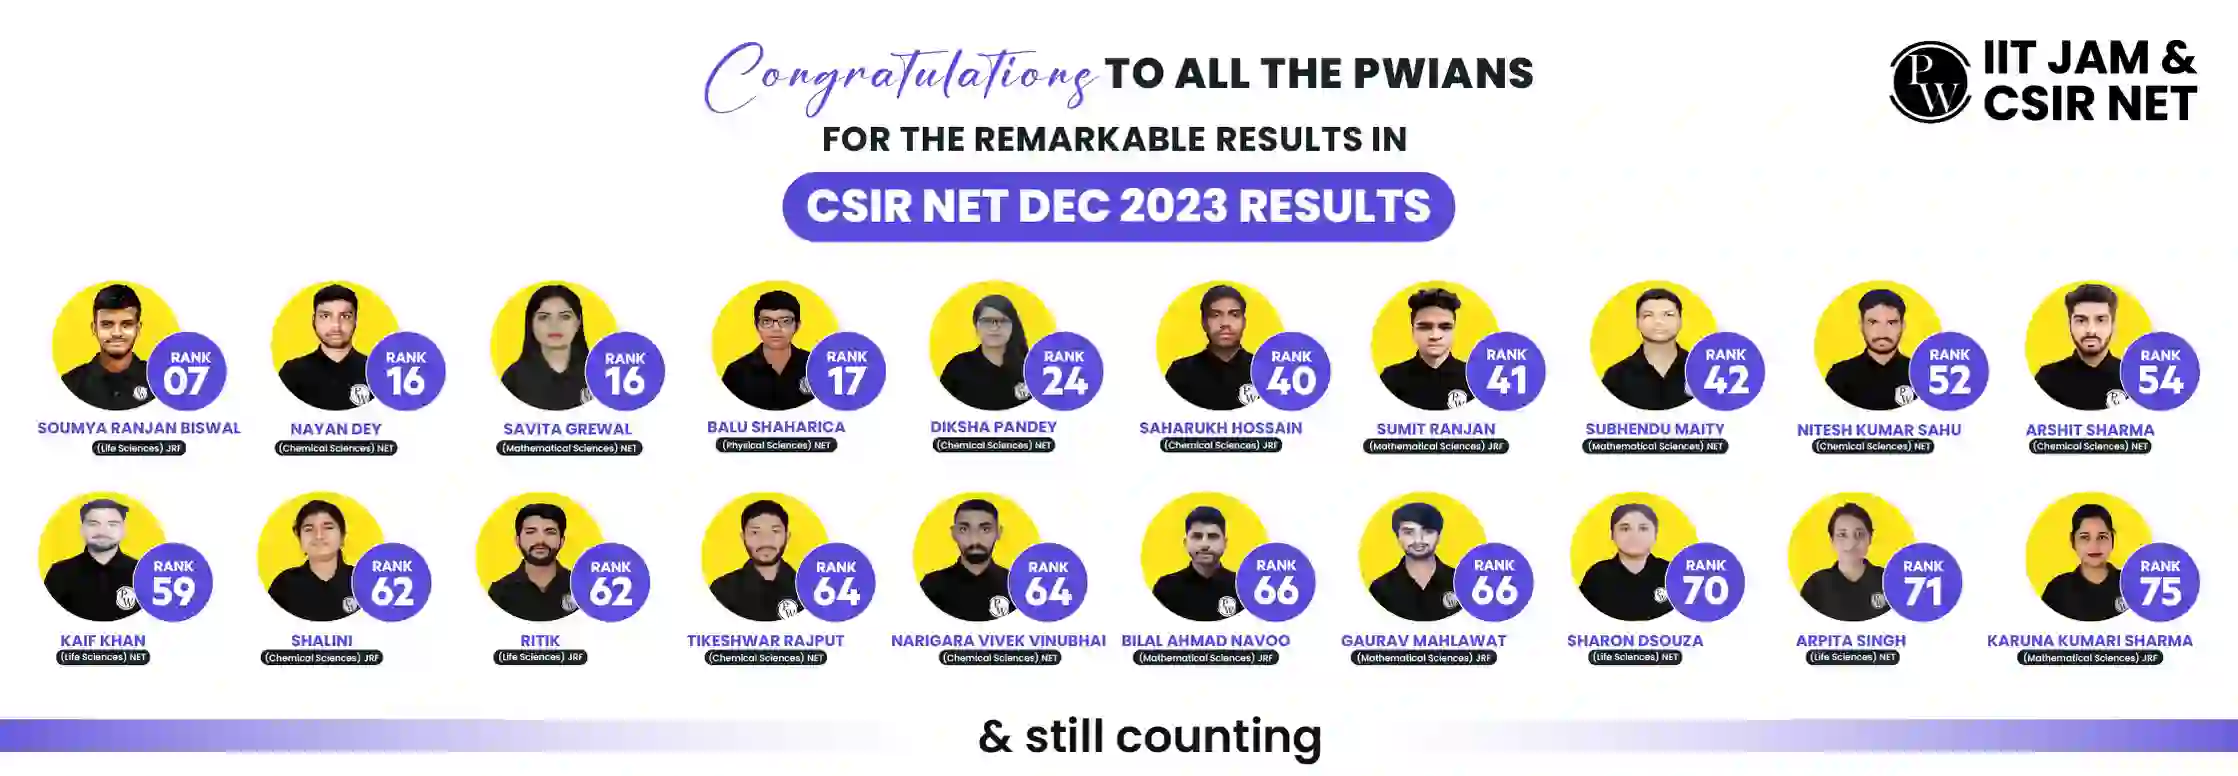 Congratulations TO ALL THE PWIANS
FOR THE REMARKABLE RESULTS IN
CSIR NET DEC 2023 RESULTS
PW
IIT JAM &
CSIR NET
RANK
07
SOUMYA RANJAN BISWAL
(Life Sciences) JRF
RANK
16
NAYAN DEY
(Chemical Sciences) NET
RANK
16
SAVITA GREWAL
(Mathematical Sciences) NET
RANK
17
BALU SHAHARICA
(Physical Sciences) NET
RANK
24
DIKSHA PANDEY
(Chemical Sciences) NET
RANK
40
SAHARUKH HOSSAIN
(Chemical Sciences) JRF
RANK
41
SUMIT RANJAN
(Mathematical Sciences) JRF
RANK
42
SUBHENDU MAITY
(Mathematical Sciences) NET
RANK
52
NITESH KUMAR SAHU
(Chemical Sciences) NET
RANK
54
ARSHIT SHARMA
(Chemical Sciences) NET
RANK
59
KAIF KHAN
(Life Sciences) NET
RANK
62
SHALINI
(Chemical Sciences) JRF
RANK
62
RITIK
(Life Sciences) JRF
RANK
64
TIKESHWAR RAJPUT
(Chemical Sciences) NET
RANK
64
NARIGARA VIVEK VINUBHAI
(Chemical Sciences) NET
RANK
66
BILAL AHMAD NAVOO
(Mathematical Sciences) JRF
RANK
66
GAURAV MAHLAWAT
(Mathematical Sciences) JRF
RANK
70
SHARON DSOUZA
(Life Sciences) NET
RANK
71
ARPITA SINGH
(Life Sciences) NET
RANK
75
KARUNA KUMARI SHARMA
(Mathematical Sciences) JRF
& still counting